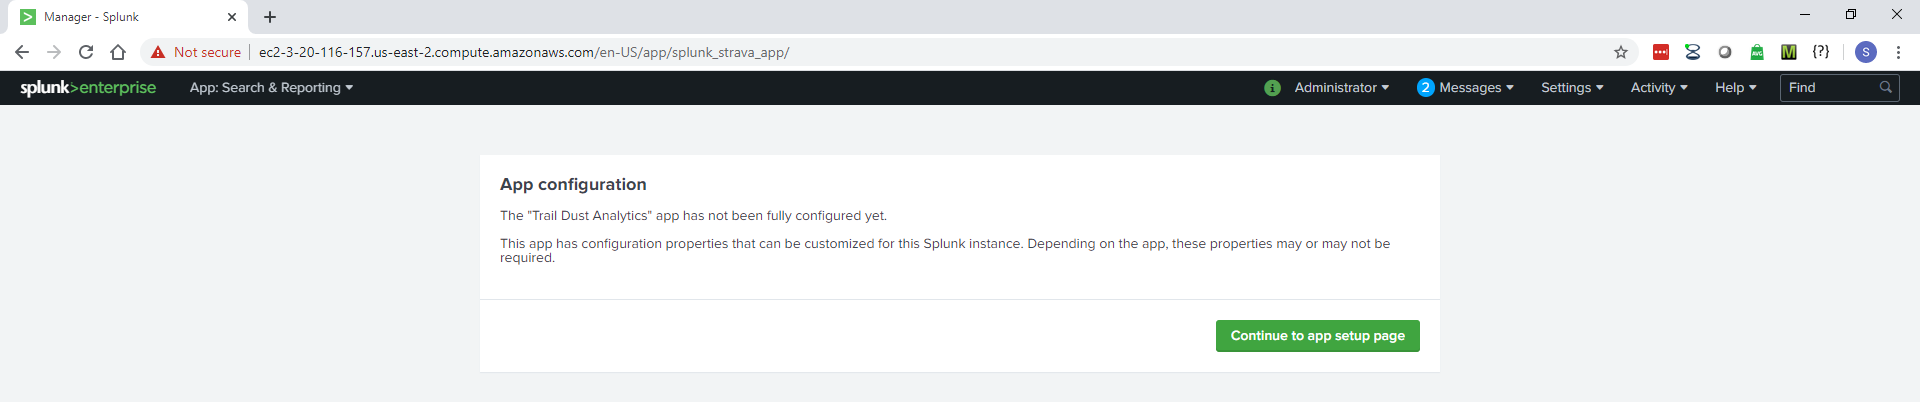 Manager - Splunk
Not secure ec2-3-20-116-157.us-east-2.compute.amazonaws.com/en-US/app/splunk_strava_app/
AVG M {?} S
splunk>enterprise App: Search & Reporting i Administrator 2 Messages Settings Activity Help Find
App configuration
The "Trail Dust Analytics" app has not been fully configured yet.
This app has configuration properties that can be customized for this Splunk instance. Depending on the app, these properties may or may not be
required.
Continue to app setup page